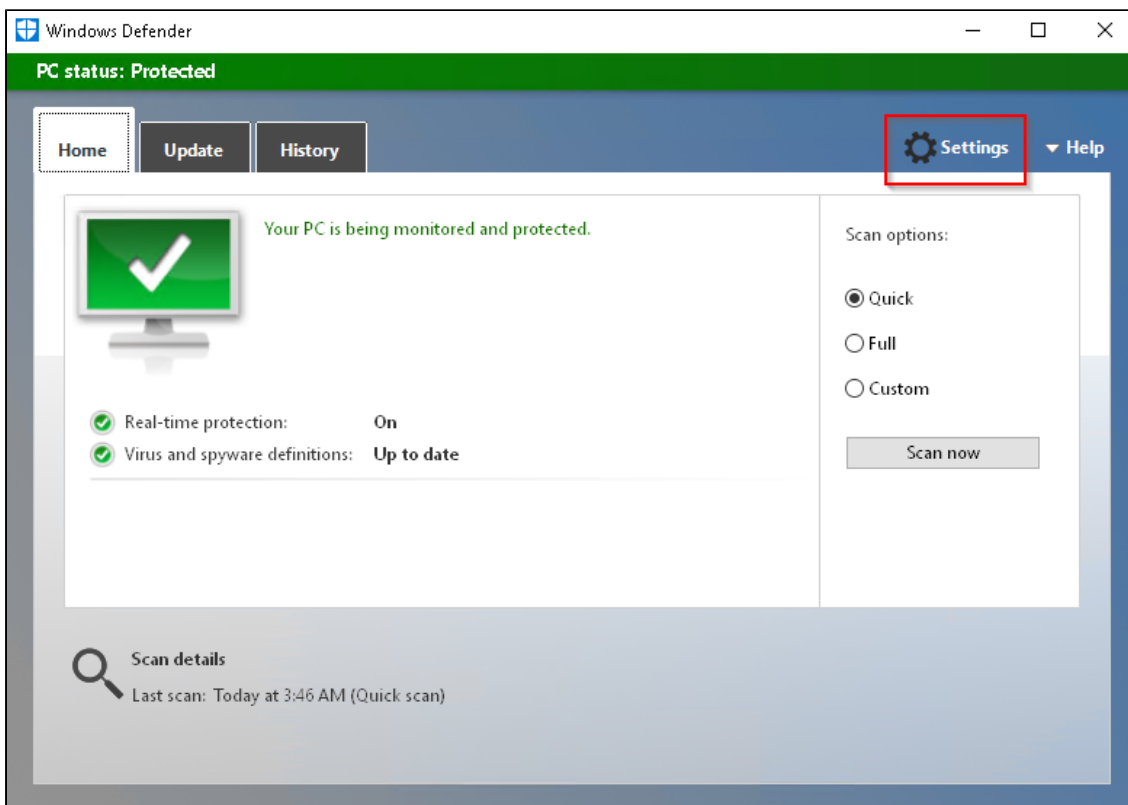 Windows Defender
PC status: Protected
Home
Update
History
Settings
Help
Your PC is being monitored and protected.
Real-time protection: On
Virus and spyware definitions: Up to date
Scan options:
Quick
Full
Custom
Scan now
Scan details
Last scan: Today at 3:46 AM (Quick scan)